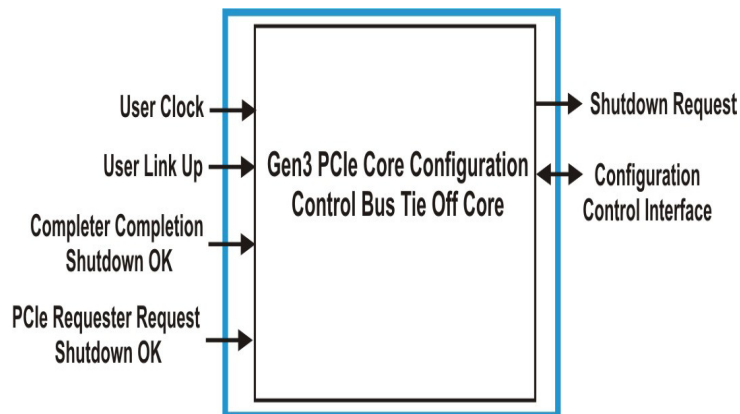 User Clock
User Link Up
Completer Completion
Shutdown OK
PCIe Requester Request
Shutdown OK
Gen3 PCIe Core Configuration
Control Bus Tie Off Core
Shutdown Request
Configuration
Control Interface